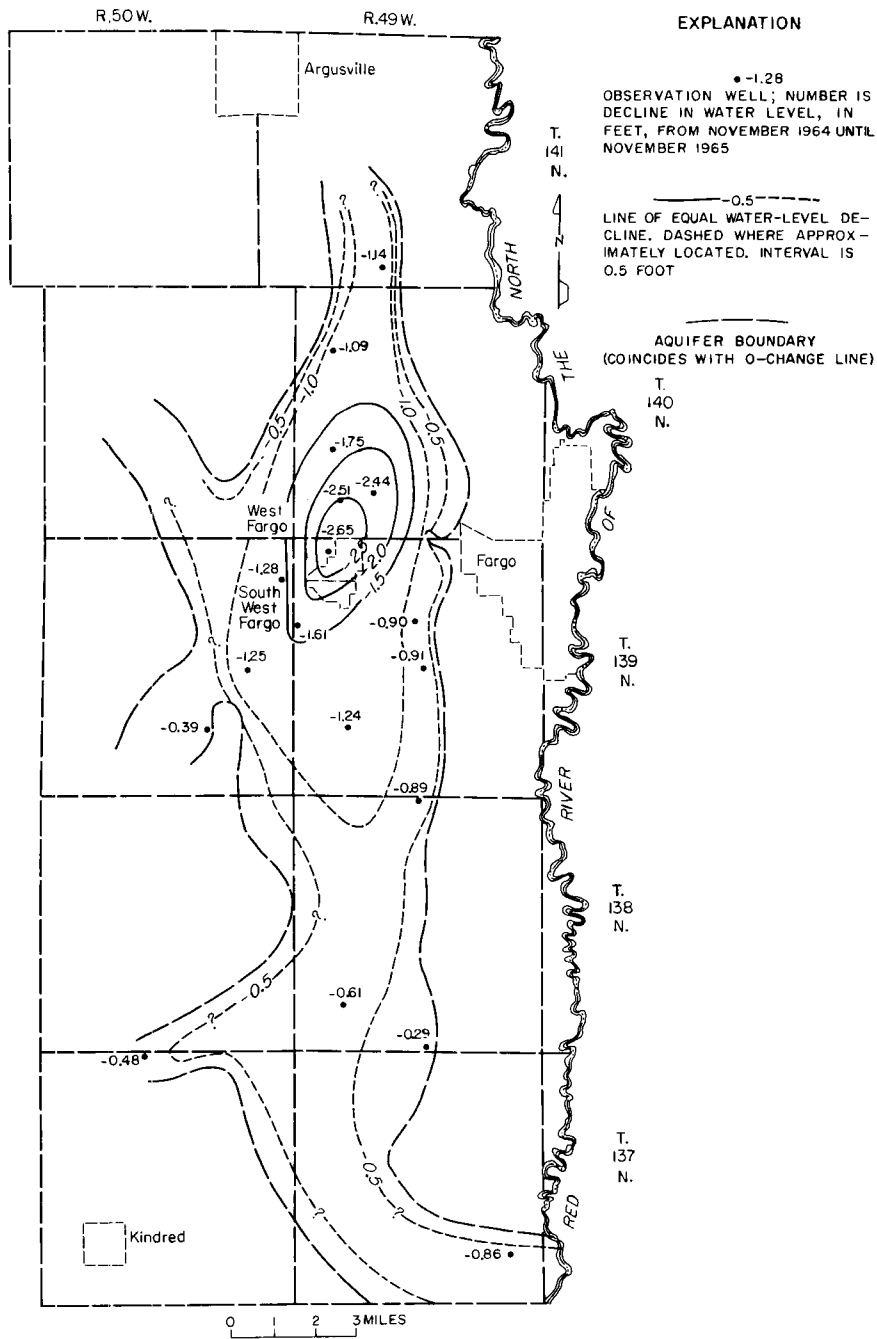 R.50 W.
R.49 W.
EXPLANATION
Argusville
-1.28
OBSERVATION WELL; NUMBER IS
DECLINE IN WATER LEVEL, IN
FEET, FROM NOVEMBER 1964 UNTIL
NOVEMBER 1965
T.
141
N.
-0.5
LINE OF EQUAL WATER-LEVEL DE-
CLINE. DASHED WHERE APPROX-
IMATELY LOCATED. INTERVAL IS
0.5 FOOT
N
?
?
-1.14
NORTH
AQUIFER BOUNDARY
(COINCIDES WITH 0-CHANGE LINE)
-1.09
THE
T.
140
N.
-0.5
-1.0
-1.0
-0.5
-1.75
?
-2.51
-2.44
OF
West
Fargo
-2.65
2.5
2.0
1.5
Fargo
-1.28
South
West
Fargo
-1.61
-0.90
?
-0.91
-1.25
T.
139
N.
-0.39
-1.24
-0.89
RIVER
T.
138
N.
?
-0.5
?
-0.61
-0.29
-0.48
T.
137
N.
-0.5
?
?
RED
Kindred
-0.86
0 1 2 3 MILES